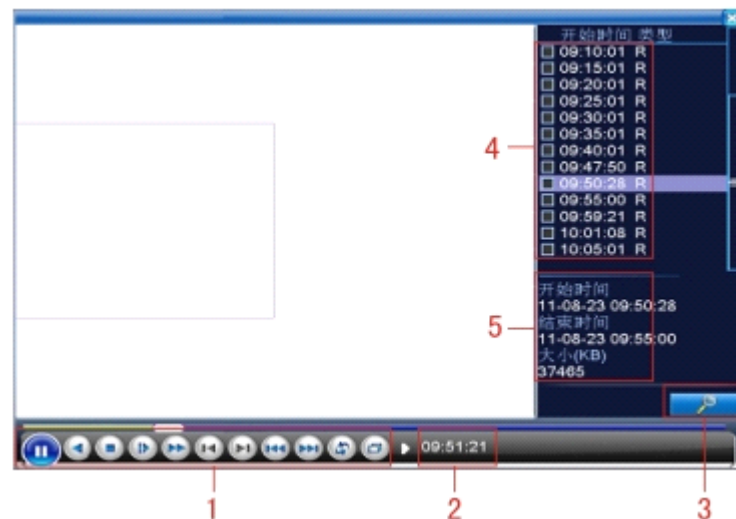 开始时间 类型
09:10:01 R
09:15:01 R
09:20:01 R
09:25:01 R
09:30:01 R
09:35:01 R
09:40:01 R
09:47:50 R
09:50:28 R
09:55:00 R
09:59:21 R
10:01:08 R
10:05:01 R
4
开始时间
11-08-23 09:50:28
结束时间
11-08-23 09:55:00
大小(KB)
37465
5
09:51:21
1
2
3